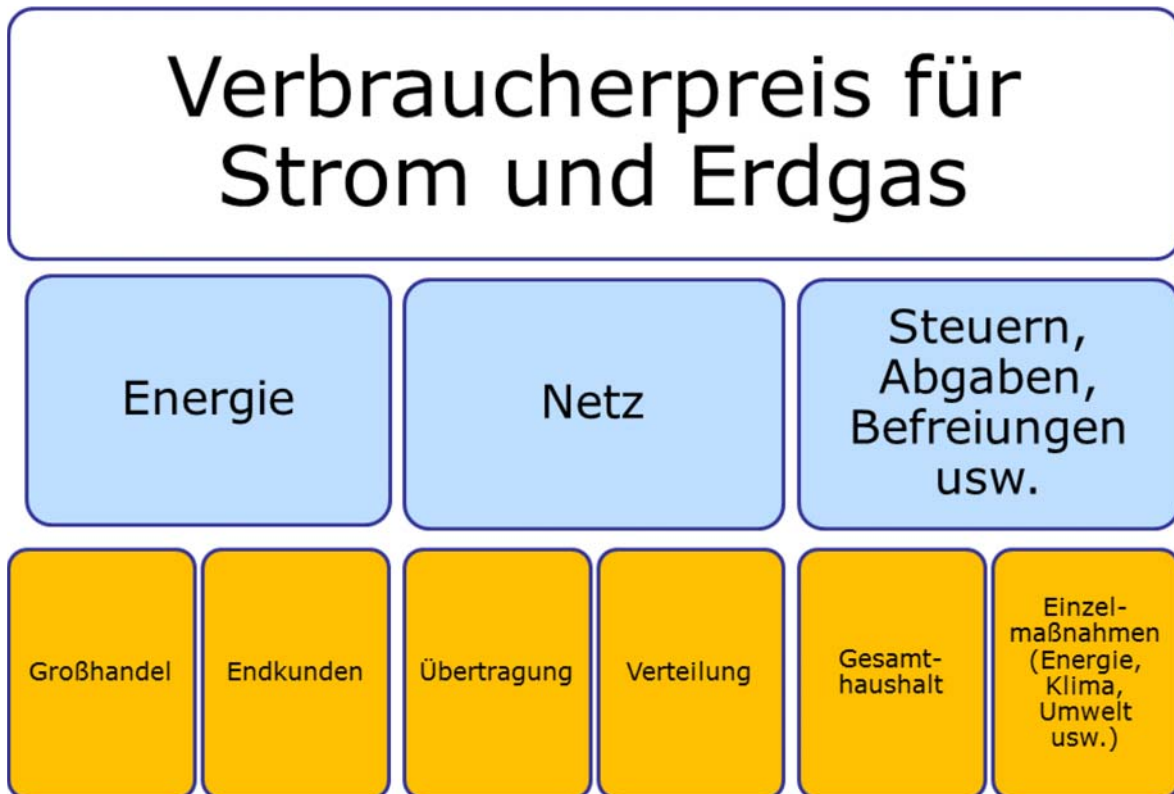 Verbraucherpreis für
Strom und Erdgas
Energie
Netz
Steuern,
Abgaben,
Befreiungen
usw.
Großhandel
Endkunden
Übertragung
Verteilung
Gesamt-
haushalt
Einzel-
maßnahmen
(Energie,
Klima,
Umwelt
usw.)